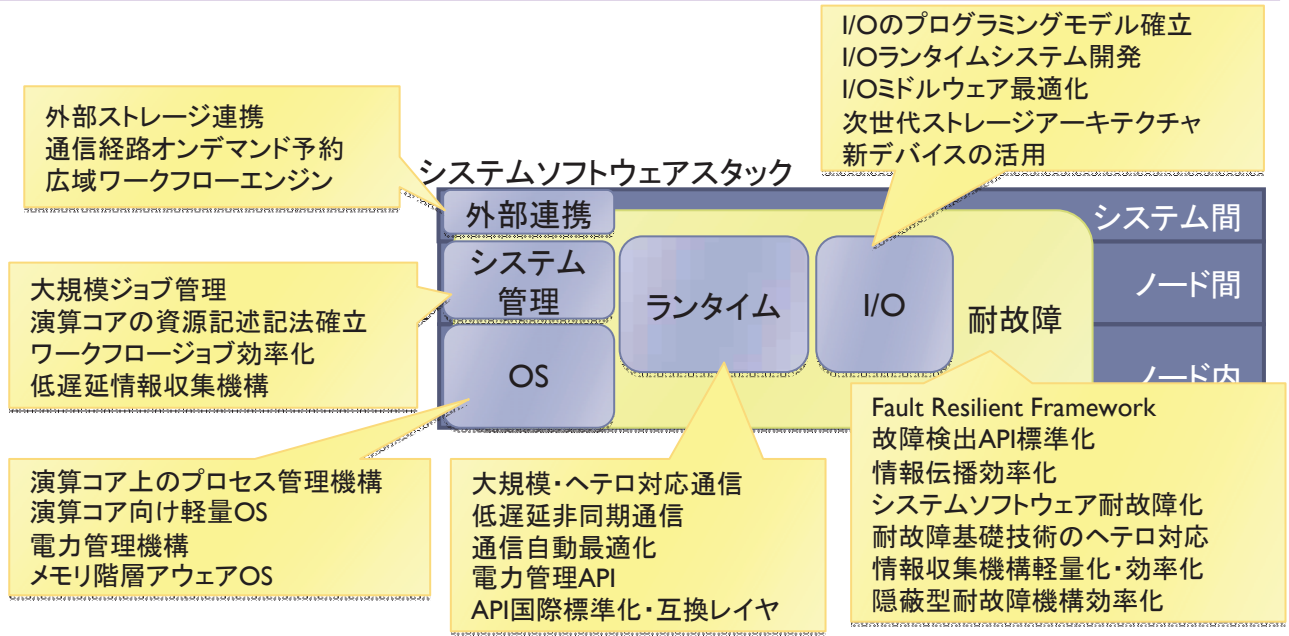 I/Oのプログラミングモデル確立
I/Oランタイムシステム開発
I/Oミドルウェア最適化
次世代ストレージアーキテクチャ
新デバイスの活用
外部ストレージ連携
通信経路オンデマンド予約
広域ワークフローエンジン
システムソフトウェアスタック
外部連携
システム間
システム
管理
ランタイム
I/O
耐故障
ノード間
OS
ノード内
大規模ジョブ管理
演算コアの資源記述記法確立
ワークフロージョブ効率化
低遅延情報収集機構
演算コア上のプロセス管理機構
演算コア向け軽量OS
電力管理機構
メモリ階層アウェアOS
大規模・ヘテロ対応通信
低遅延非同期通信
通信自動最適化
電力管理API
API国際標準化・互換レイヤ
Fault Resilient Framework
故障検出API標準化
情報伝播効率化
システムソフトウェア耐故障化
耐故障基礎技術のヘテロ対応
情報収集機構軽量化・効率化
隠蔽型耐故障機構効率化